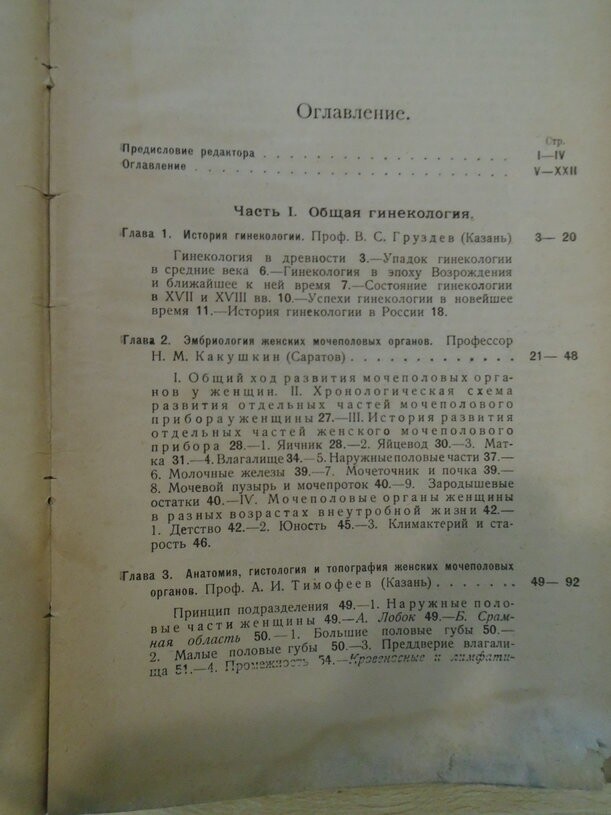 Оглавление.
Стр.
Предисловие редактора . . . . . . . . . . . . . . . . . . I—IV
Оглавление . . . . . . . . . . . . . . . . . . . . . . V—XXII
Часть I. Общая гинекология.
Глава 1. История гинекологии. Проф. В. С. Груздев (Казань) 3— 20
Гинекология в древности 3.—Упадок гинекологии
в средние века 6.—Гинекология в эпоху Возрождения
и ближайшее к ней время 7.—Состояние гинекологии
в XVII и XVIII вв. 10.—Успехи гинекологии в новейшее
время 11.—История гинекологии в России 18.
Глава 2. Эмбриология женских мочеполовых органов. Профессор
Н. М. Какушкин (Саратов) . . . . . . . . . . . . . 21— 48
I. Общий ход развития мочеполовых орга-
нов у женщин. II. Хронологическая схема
развития отдельных частей мочеполового
прибора у женщины 27.—III. История развития
отдельных частей женского мочеполового
прибора 28.—1. Яичник 28.—2. Яйцевод 30.—3. Мат-
ка 31.—4. Влагалище 34.—5. Наружные половые части 37.—
6. Молочные железы 39.—7. Мочеточник и почка 39.—
8. Мочевой пузырь и мочепроток 40.—9. Зародышевые
остатки 40.—IV. Мочеполовые органы женщины
в разных возрастах внеутробной жизни 42.—
1. Детство 42.—2. Юность 45.—3. Климактерий и ста-
рость 46.
Глава 3. Анатомия, гистология и топография женских мочеполовых
органов. Проф. А. И. Тимофеев (Казань) . . . . . . . 49— 92
Принцип подразделения 49.—1. Наружные поло-
вые части женщины 49.—А. Лобок 49.—Б. Срам-
ная область 50.—1. Большие половые губы 50.—
2. Малые половые губы 50.—3. Преддверие влагали-
ща 51.—4. Промежность 54.—Кровеносные и лимфати-